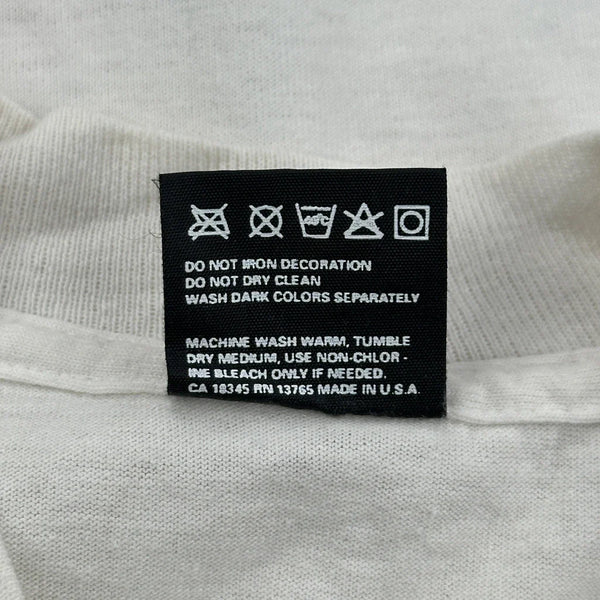 40°C
DO NOT IRON DECORATION
DO NOT DRY CLEAN
WASH DARK COLORS SEPARATELY
MACHINE WASH WARM, TUMBLE
DRY MEDIUM, USE NON-CHLOR-
INE BLEACH ONLY IF NEEDED.
CA 18345 RN 13765 MADE IN U.S.A.